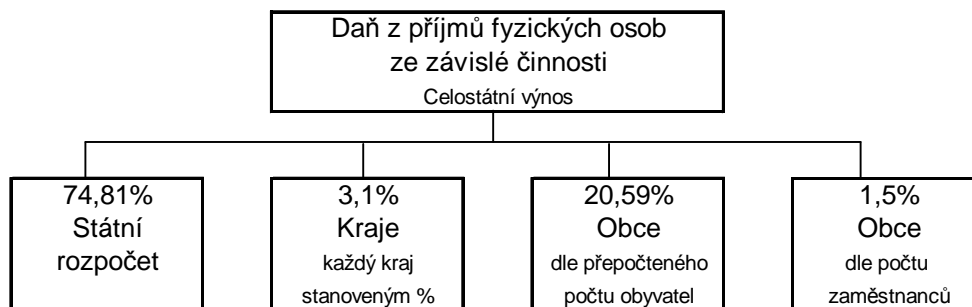 Daň z příjmů fyzických osob
ze závislé činnosti
Celostátní výnos
74,81%
Státní
rozpočet
3,1%
Kraje
každý kraj
stanoveným %
20,59%
Obce
dle přepočteného
počtu obyvatel
1,5%
Obce
dle počtu
zaměstnanců